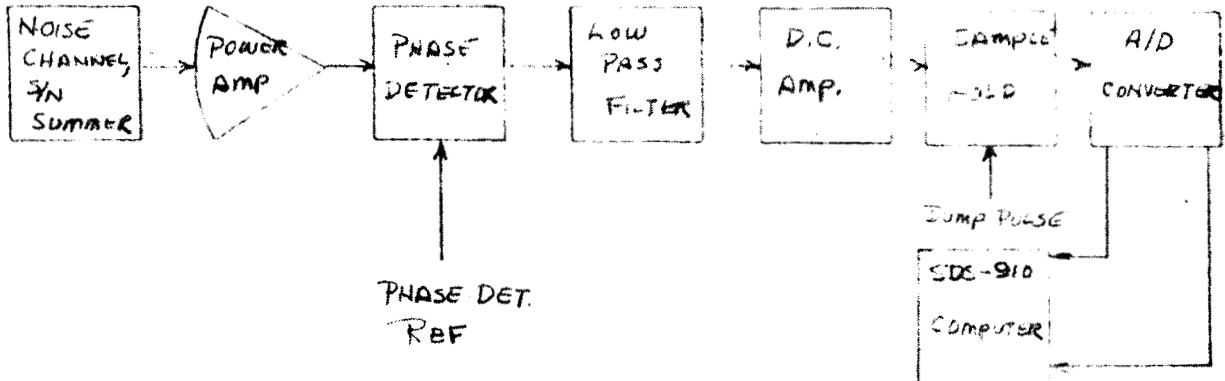 NOISE
CHANNEL,
S/N
SUMMER
POWER
AMP
PHASE
DETECTOR
LOW
PASS
FILTER
D.C.
AMP.
SAMPLE
HOLD
A/D
CONVERTER
DUMP PULSE
SDS-910
COMPUTER
PHASE DET.
REF